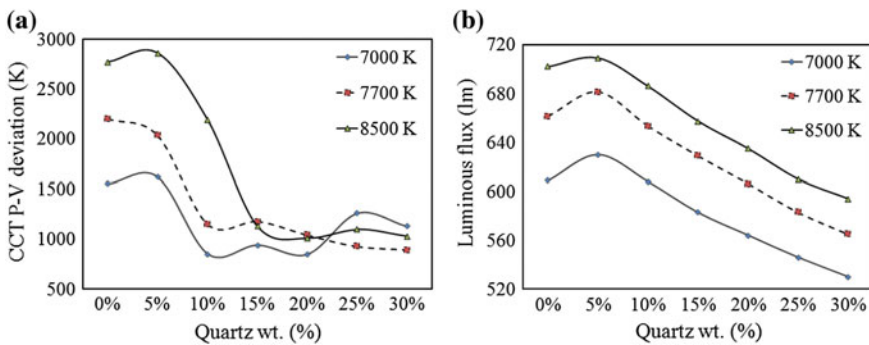 (a)
CCT P-V deviation (K)
3000
2500
2000
1500
1000
500
7000 K
7700 K
8500 K
0% 5% 10% 15% 20% 25% 30%
Quartz wt. (%)
(b)
Luminous flux (lm)
720
680
640
600
560
520
7000 K
7700 K
8500 K
0% 5% 10% 15% 20% 25% 30%
Quartz wt. (%)